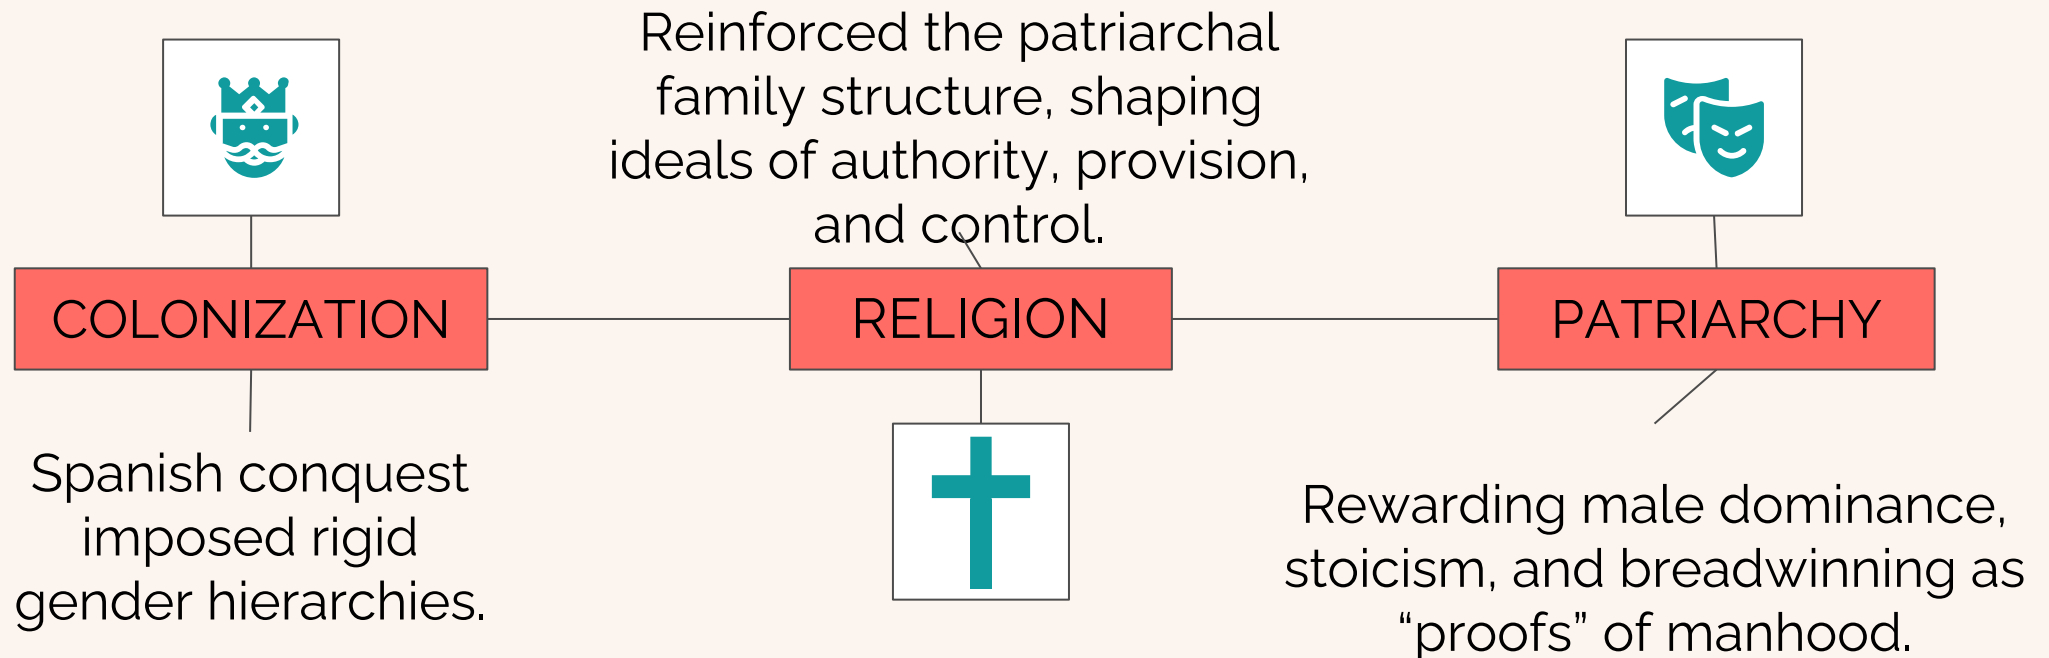 Reinforced the patriarchal
family structure, shaping
ideals of authority, provision,
and control.
COLONIZATION
RELIGION
PATRIARCHY
Spanish conquest
imposed rigid
gender hierarchies.
Rewarding male dominance,
stoicism, and breadwinning as
“proofs” of manhood.